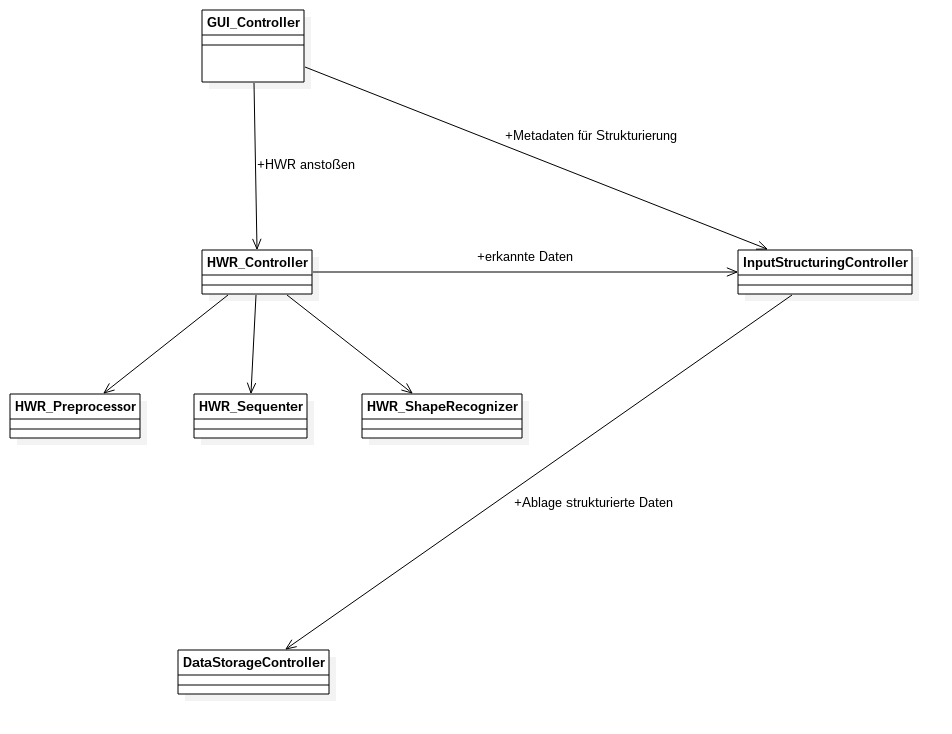 GUI_Controller
+Metadaten für Strukturierung
+HWR anstoßen
HWR_Controller
+erkannte Daten
InputStructuringController
HWR_Preprocessor
HWR_Sequenter
HWR_ShapeRecognizer
+Ablage strukturierte Daten
DataStorageController